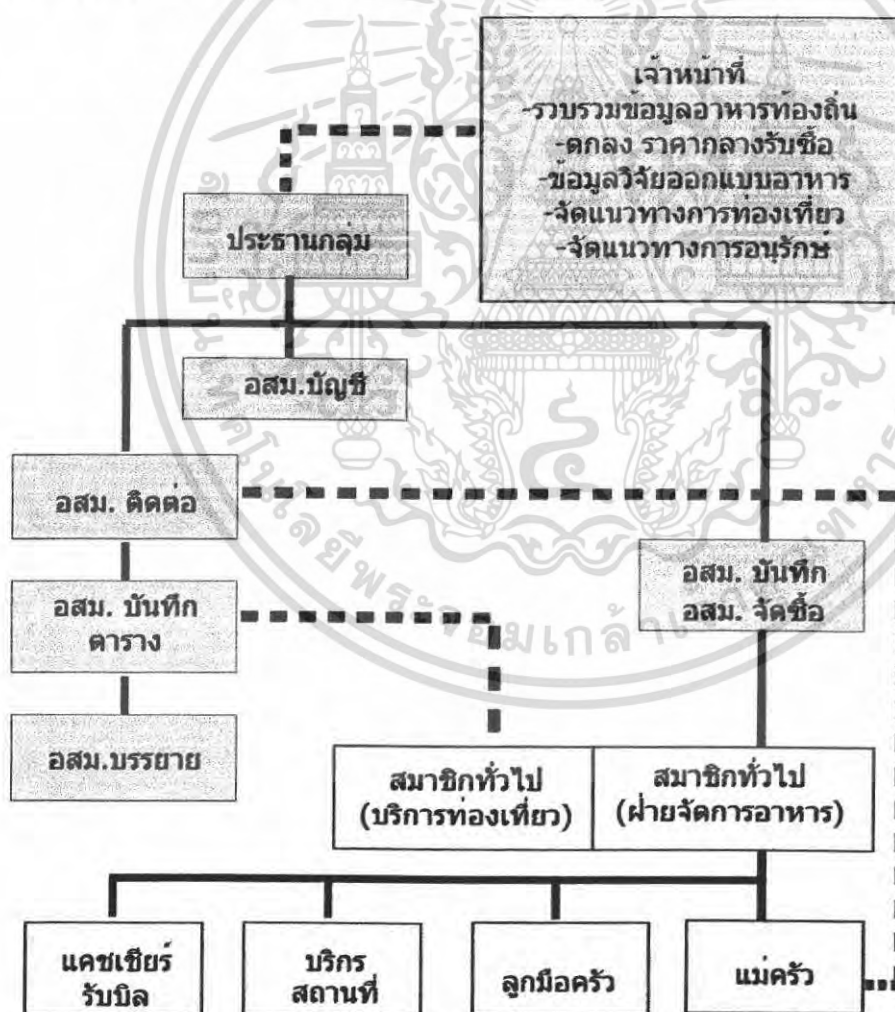 เจ้าหน้าที่
-รวบรวมข้อมูลอาหารท้องถิ่น
-ตกลง ราคากลางรับซื้อ
-ข้อมูลวิจัยออกแบบอาหาร
-จัดแนวทางการท่องเที่ยว
-จัดแนวทางการอนุรักษ์
ประธานกลุ่ม
อสม.บัญชี
อสม. ติดต่อ
อสม. บันทึก
ตาราง
อสม.บรรยาย
อสม. บันทึก
อสม. จัดซื้อ
สมาชิกทั่วไป
(บริการท่องเที่ยว)
สมาชิกทั่วไป
(ฝ่ายจัดการอาหาร)
แคชเชียร์
รับบิล
บริกร
สถานที่
ลูกมือครัว
แม่ครัว